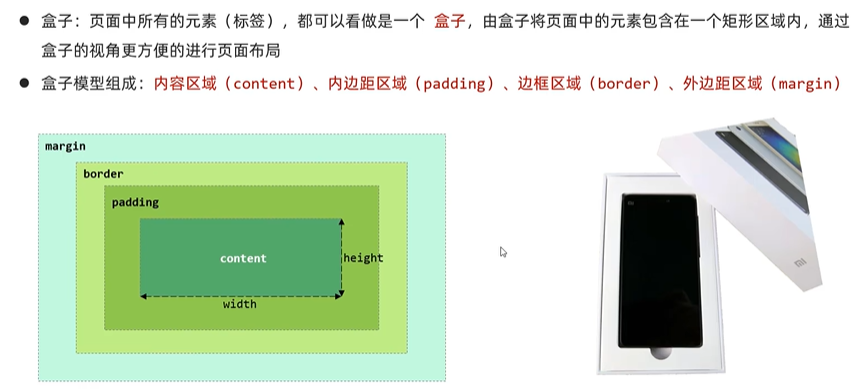 ● 盒子：页面中所有的元素（标签），都可以看做是一个 盒子，由盒子将页面中的元素包含在一个矩形区域内，通过
盒子的视角更方便的进行页面布局
● 盒子模型组成：内容区域（content）、内边距区域（padding）、边框区域（border）、外边距区域（margin）
margin
border
padding
content
height
width
mi
mi